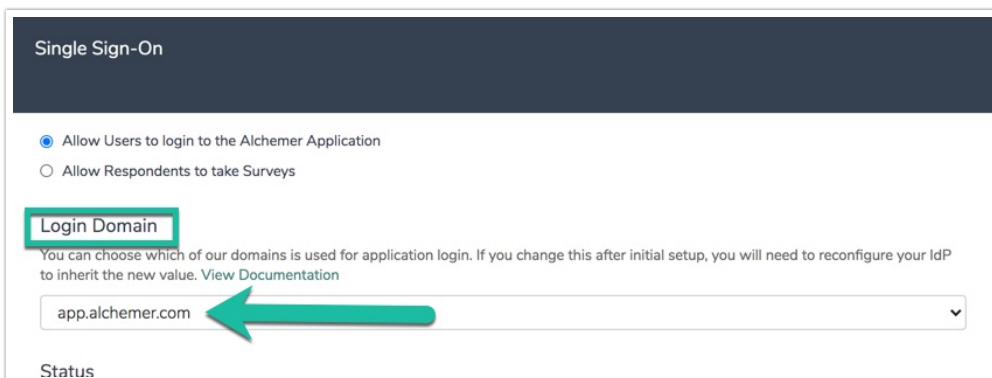 Single Sign-On
Allow Users to login to the Alchemer Application
Allow Respondents to take Surveys
Login Domain
You can choose which of our domains is used for application login. If you change this after initial setup, you will need to reconfigure your IdP
to inherit the new value. View Documentation
app.alchemer.com
Status